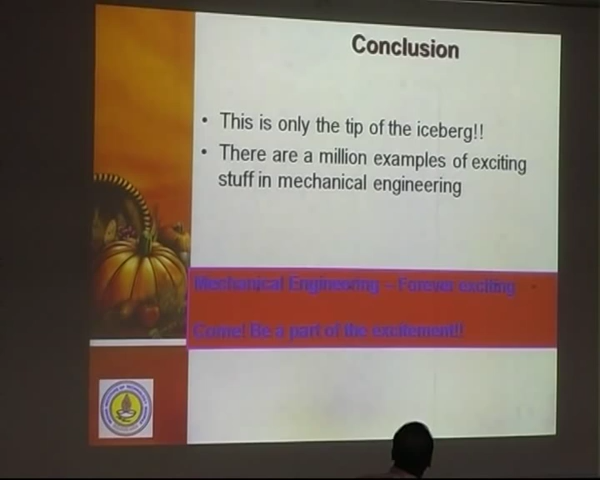 Conclusion
• This is only the tip of the iceberg!!
• There are a million examples of exciting
stuff in mechanical engineering
Mechanical Engineering – Forever exciting
Come! Be a part of the excitement!!